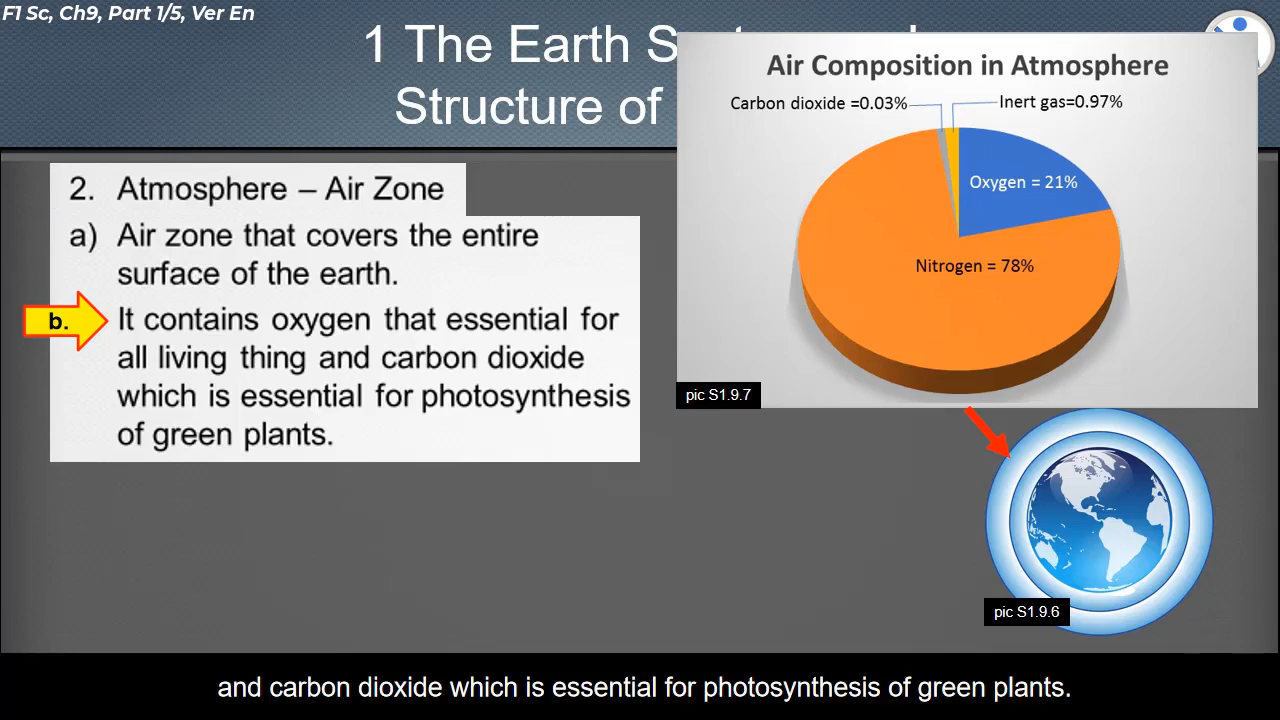 F1 Sc, Ch9, Part 1/5, Ver En
1 The Earth
Structure of
Air Composition in Atmosphere
Carbon dioxide =0.03%
Inert gas=0.97%
Oxygen = 21%
Nitrogen = 78%
pic S1.9.7
2. Atmosphere – Air Zone
a) Air zone that covers the entire
surface of the earth.
b. It contains oxygen that essential for
all living thing and carbon dioxide
which is essential for photosynthesis
of green plants.
pic S1.9.6
and carbon dioxide which is essential for photosynthesis of green plants.